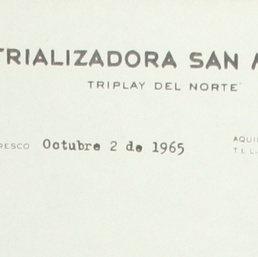 TRIALIZADORA SAN A
TRIPLAY DEL NORTE
RESCO Octubre 2 de 1965 AQUI
T L L